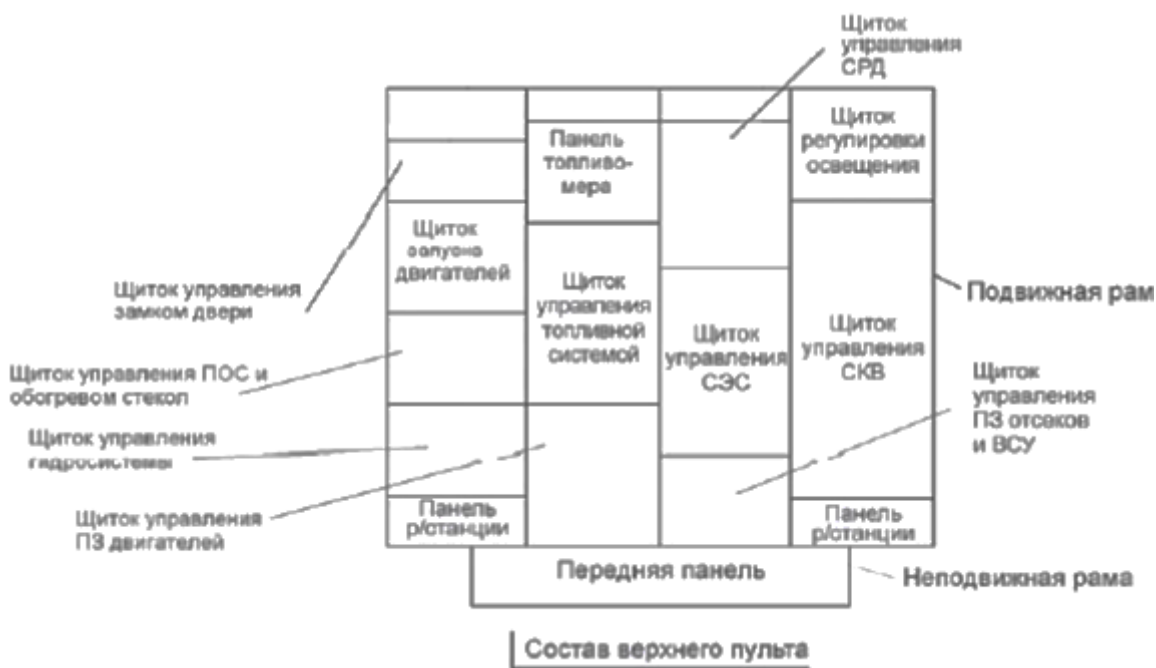 Щиток
управления
СРД
Панель
топливо-
мера
Щиток
регулировки
освещения
Щиток
запуска
двигателей
Щиток управления
замком двери
Щиток
управления
топливной
системой
Щиток
управления
СЭС
Щиток
управления
СКВ
Подвижная рам
Щиток управления ПОС и
обогревом стекол
Щиток
управления
ПЗ отсеков
и ВСУ
Щиток управления
гидросистемы
Щиток управления
ПЗ двигателей
Панель
р/станции
Панель
р/станции
Передняя панель
Неподвижная рама
Состав верхнего пульта